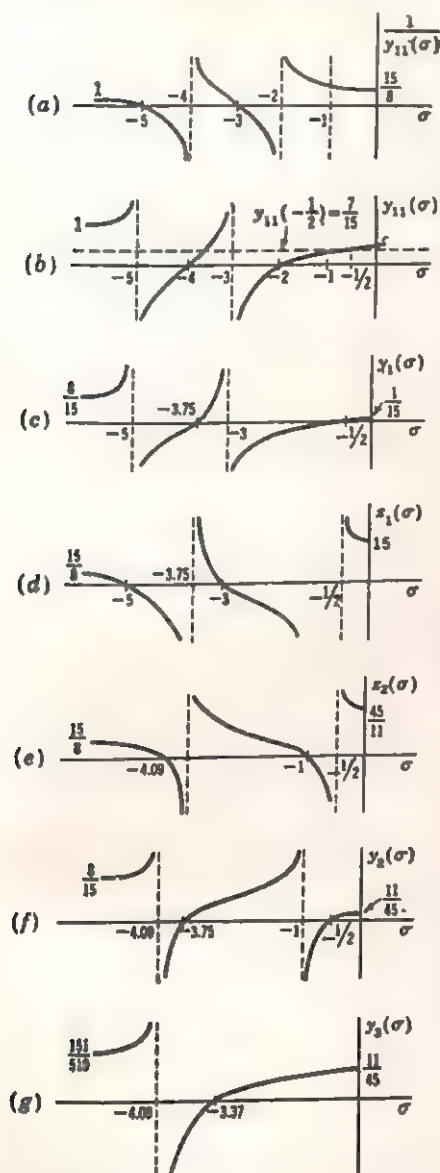 1
y₁₁(σ)
(a) 1 -4 -2 15/8
-5 -3 -1 σ
y₁₁(-1/2) = 7/15 y₁₁(σ)
(b) 1
-5 -4 -3 -2 -1 -1/2 σ
8/15 y₁(σ)
(c) -3.75 1/15
-5 -3 -1/2 σ
z₁(σ)
(d) 15/8 -3.75 15
-5 -3 -1/2 σ
z₂(σ)
(e) 15/8 45/11
-4.09 -1 -1/2 σ
y₂(σ)
(f) 8/15 11/45
-4.09 -3.75 -1 -1/2 σ
y₃(σ)
11/45
(g) -4.09 -3.37 σ